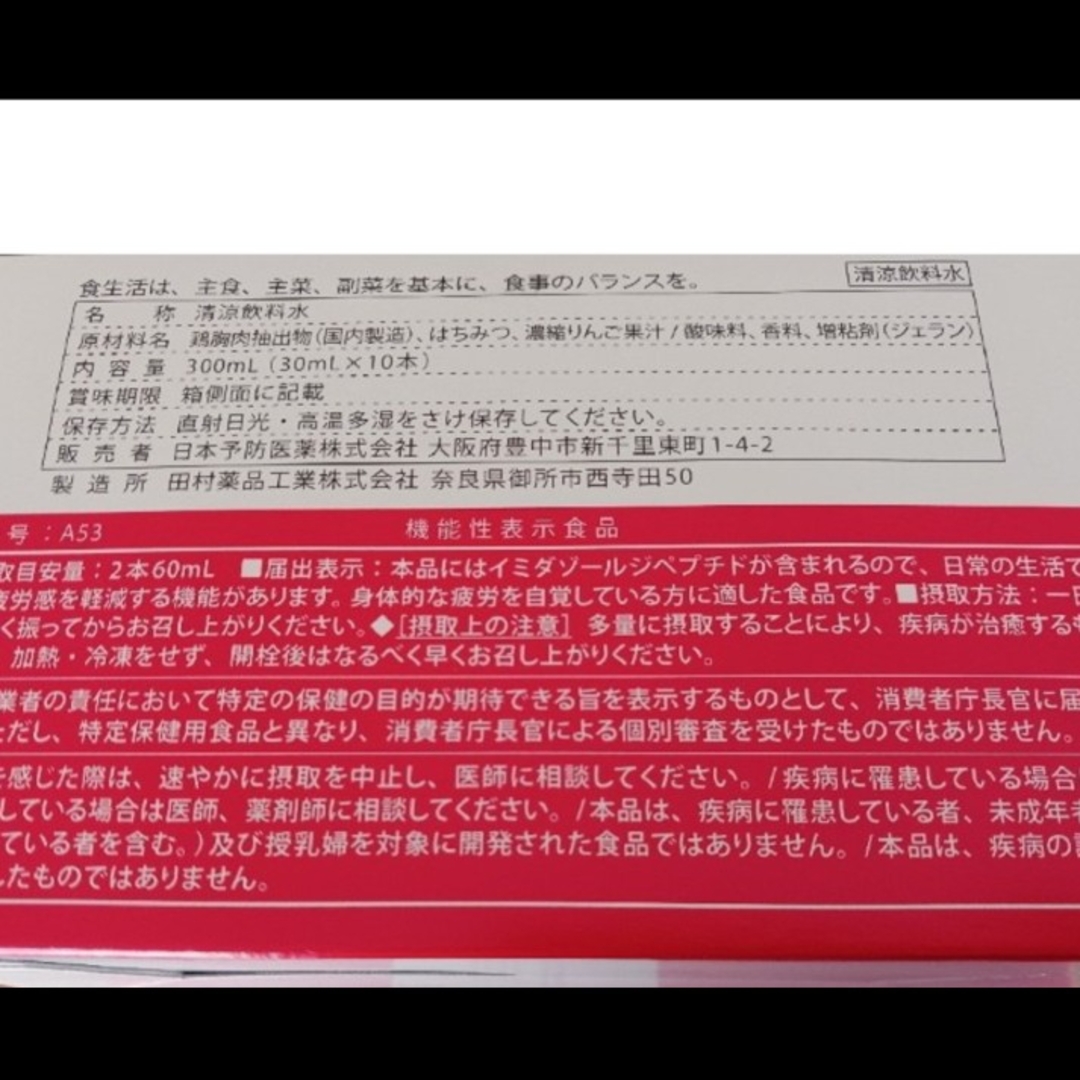 清涼飲料水
食生活は、主食、主菜、副菜を基本に、食事のバランスを。
名 称 清涼飲料水
原材料名 鶏胸肉抽出物(国内製造)、はちみつ、濃縮りんご果汁/酸味料、香料、増粘剤(ジェラン)
内容量 300mL(30mL×10本)
賞味期限 箱側面に記載
保存方法 直射日光・高温多湿をさけ保存してください。
販売者 日本予防医薬株式会社 大阪府豊中市新千里東町1-4-2
製造所 田村薬品工業株式会社 奈良県御所市西寺田50
号:A53 機能性表示食品
取目安量:2本60mL ■届出表示:本品にはイミダゾールジペプチドが含まれるので、日常の生活で
疲労感を軽減する機能があります。身体的な疲労を自覚している方に適した食品です。■摂取方法:一日
く振ってからお召し上がりください。◆[摂取上の注意] 多量に摂取することにより、疾病が治癒するも
加熱・冷凍をせず、開栓後はなるべく早くお召し上がりください。
業者の責任において特定の保健の目的が期待できる旨を表示するものとして、消費者庁長官に届
ただし、特定保健用食品と異なり、消費者庁長官による個別審査を受けたものではありません。
を感じた際は、速やかに摂取を中止し、医師に相談してください。/疾病に罹患している場合
している場合は医師、薬剤師に相談してください。/本品は、疾病に罹患している者、未成年者
ている者を含む。)及び授乳婦を対象に開発された食品ではありません。/本品は、疾病の
したものではありません。